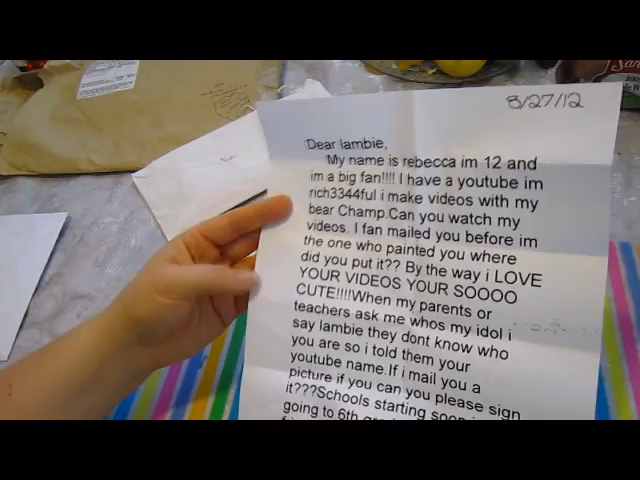 8/27/12
Dear lambie,
My name is rebecca im 12 and
im a big fan!!!! I have a youtube im
rich3344ful i make videos with my
bear Champ.Can you watch my
videos. I fan mailed you before im
the one who painted you where
did you put it?? By the way i LOVE
YOUR VIDEOS YOUR SOOOO
CUTE!!!!When my parents or
teachers ask me whos my idol i
say lambie they dont know who
you are so i told them your
youtube name.If i mail you a
picture if you can you please sign
it???Schools starting soon
going to 6th